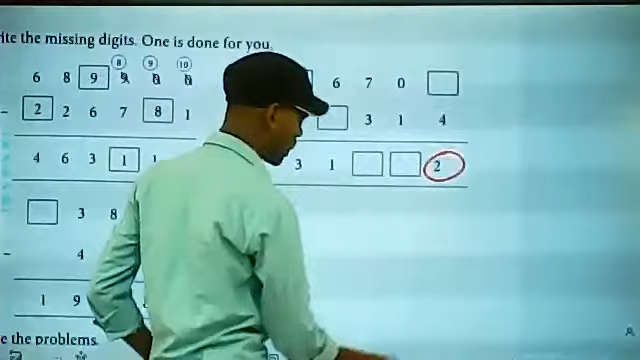 ite the missing digits. One is done for you.
8 9 10
6 8 9 9 0 0
- 2 2 6 7 8 1
4 6 3 1 1
6 7 0
3 1 4
3 1 2
3 8
- 4
1 9
e the problems.